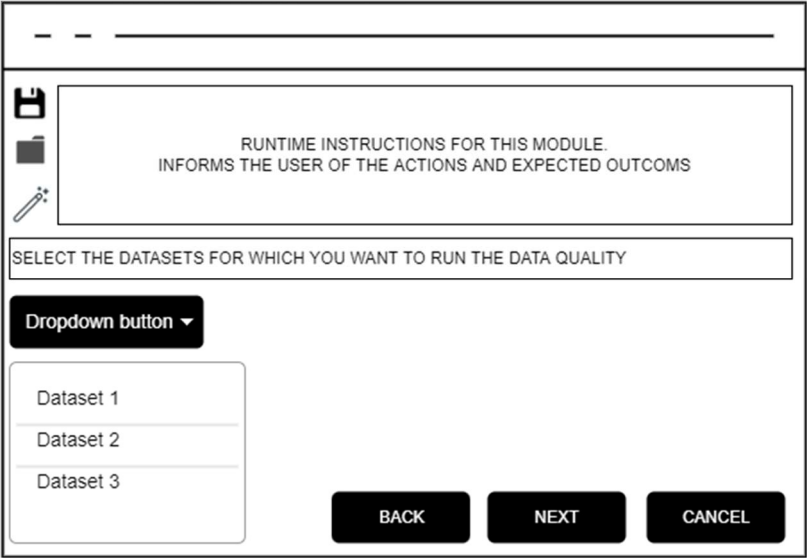 RUNTIME INSTRUCTIONS FOR THIS MODULE.
INFORMS THE USER OF THE ACTIONS AND EXPECTED OUTCOMS
SELECT THE DATASETS FOR WHICH YOU WANT TO RUN THE DATA QUALITY
Dropdown button
Dataset 1
Dataset 2
Dataset 3
BACK NEXT CANCEL